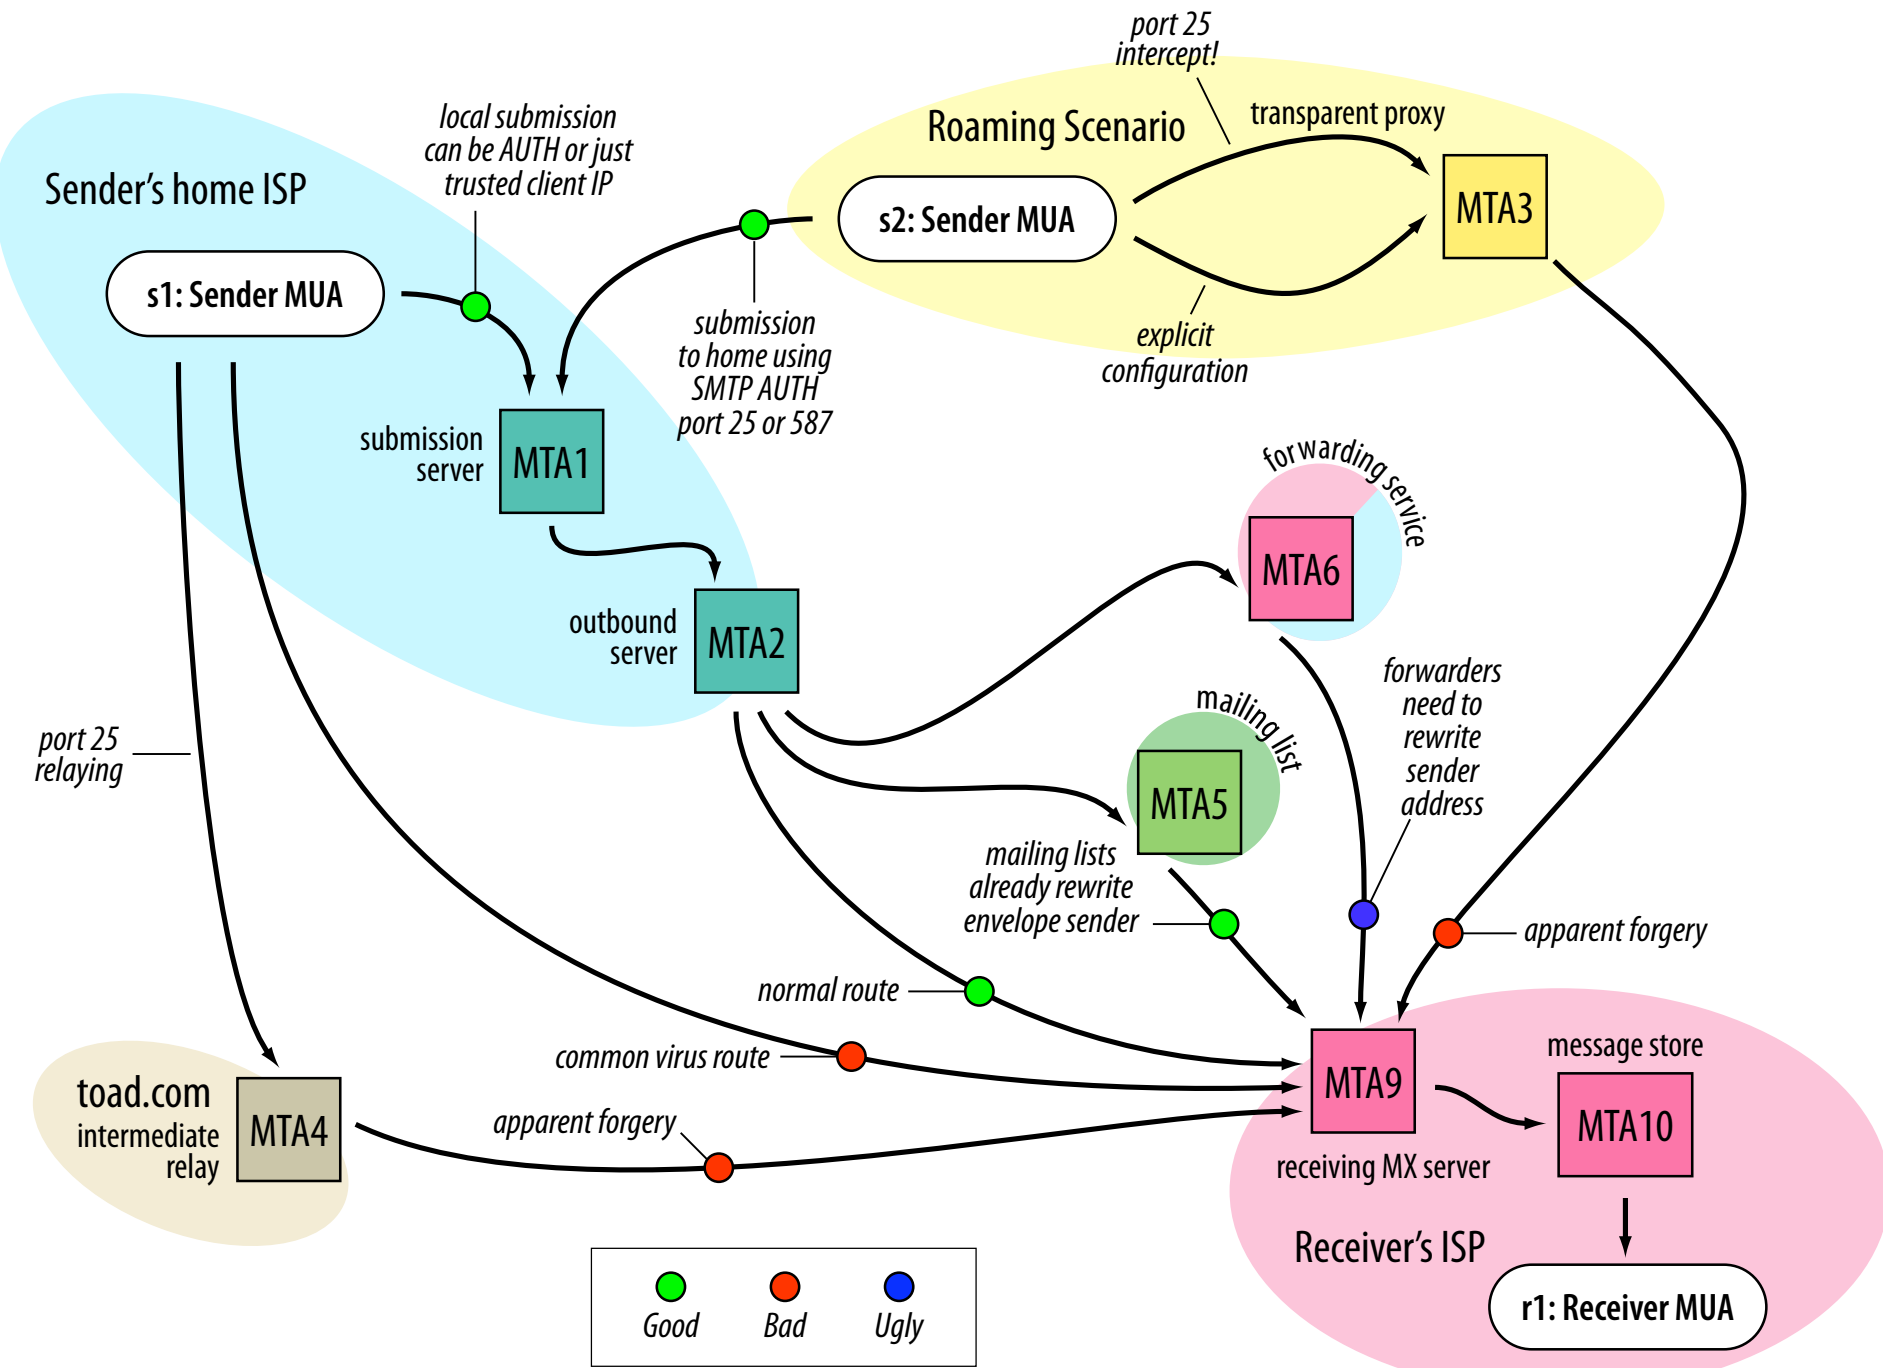 port 25
intercept!
local submission
can be AUTH or just
trusted client IP
Roaming Scenario
transparent proxy
Sender's home ISP
s2: Sender MUA
MTA3
s1: Sender MUA
submission
to home using
SMTP AUTH
port 25 or 587
explicit
configuration
submission
server
MTA1
forwarding service
MTA6
outbound
server
MTA2
forwarders
need to
rewrite
sender
address
mailing list
MTA5
port 25
relaying
mailing lists
already rewrite
envelope sender
apparent forgery
normal route
common virus route
message store
MTA9
MTA10
toad.com
intermediate
relay
MTA4
apparent forgery
receiving MX server
Receiver's ISP
r1: Receiver MUA
Good
Bad
Ugly